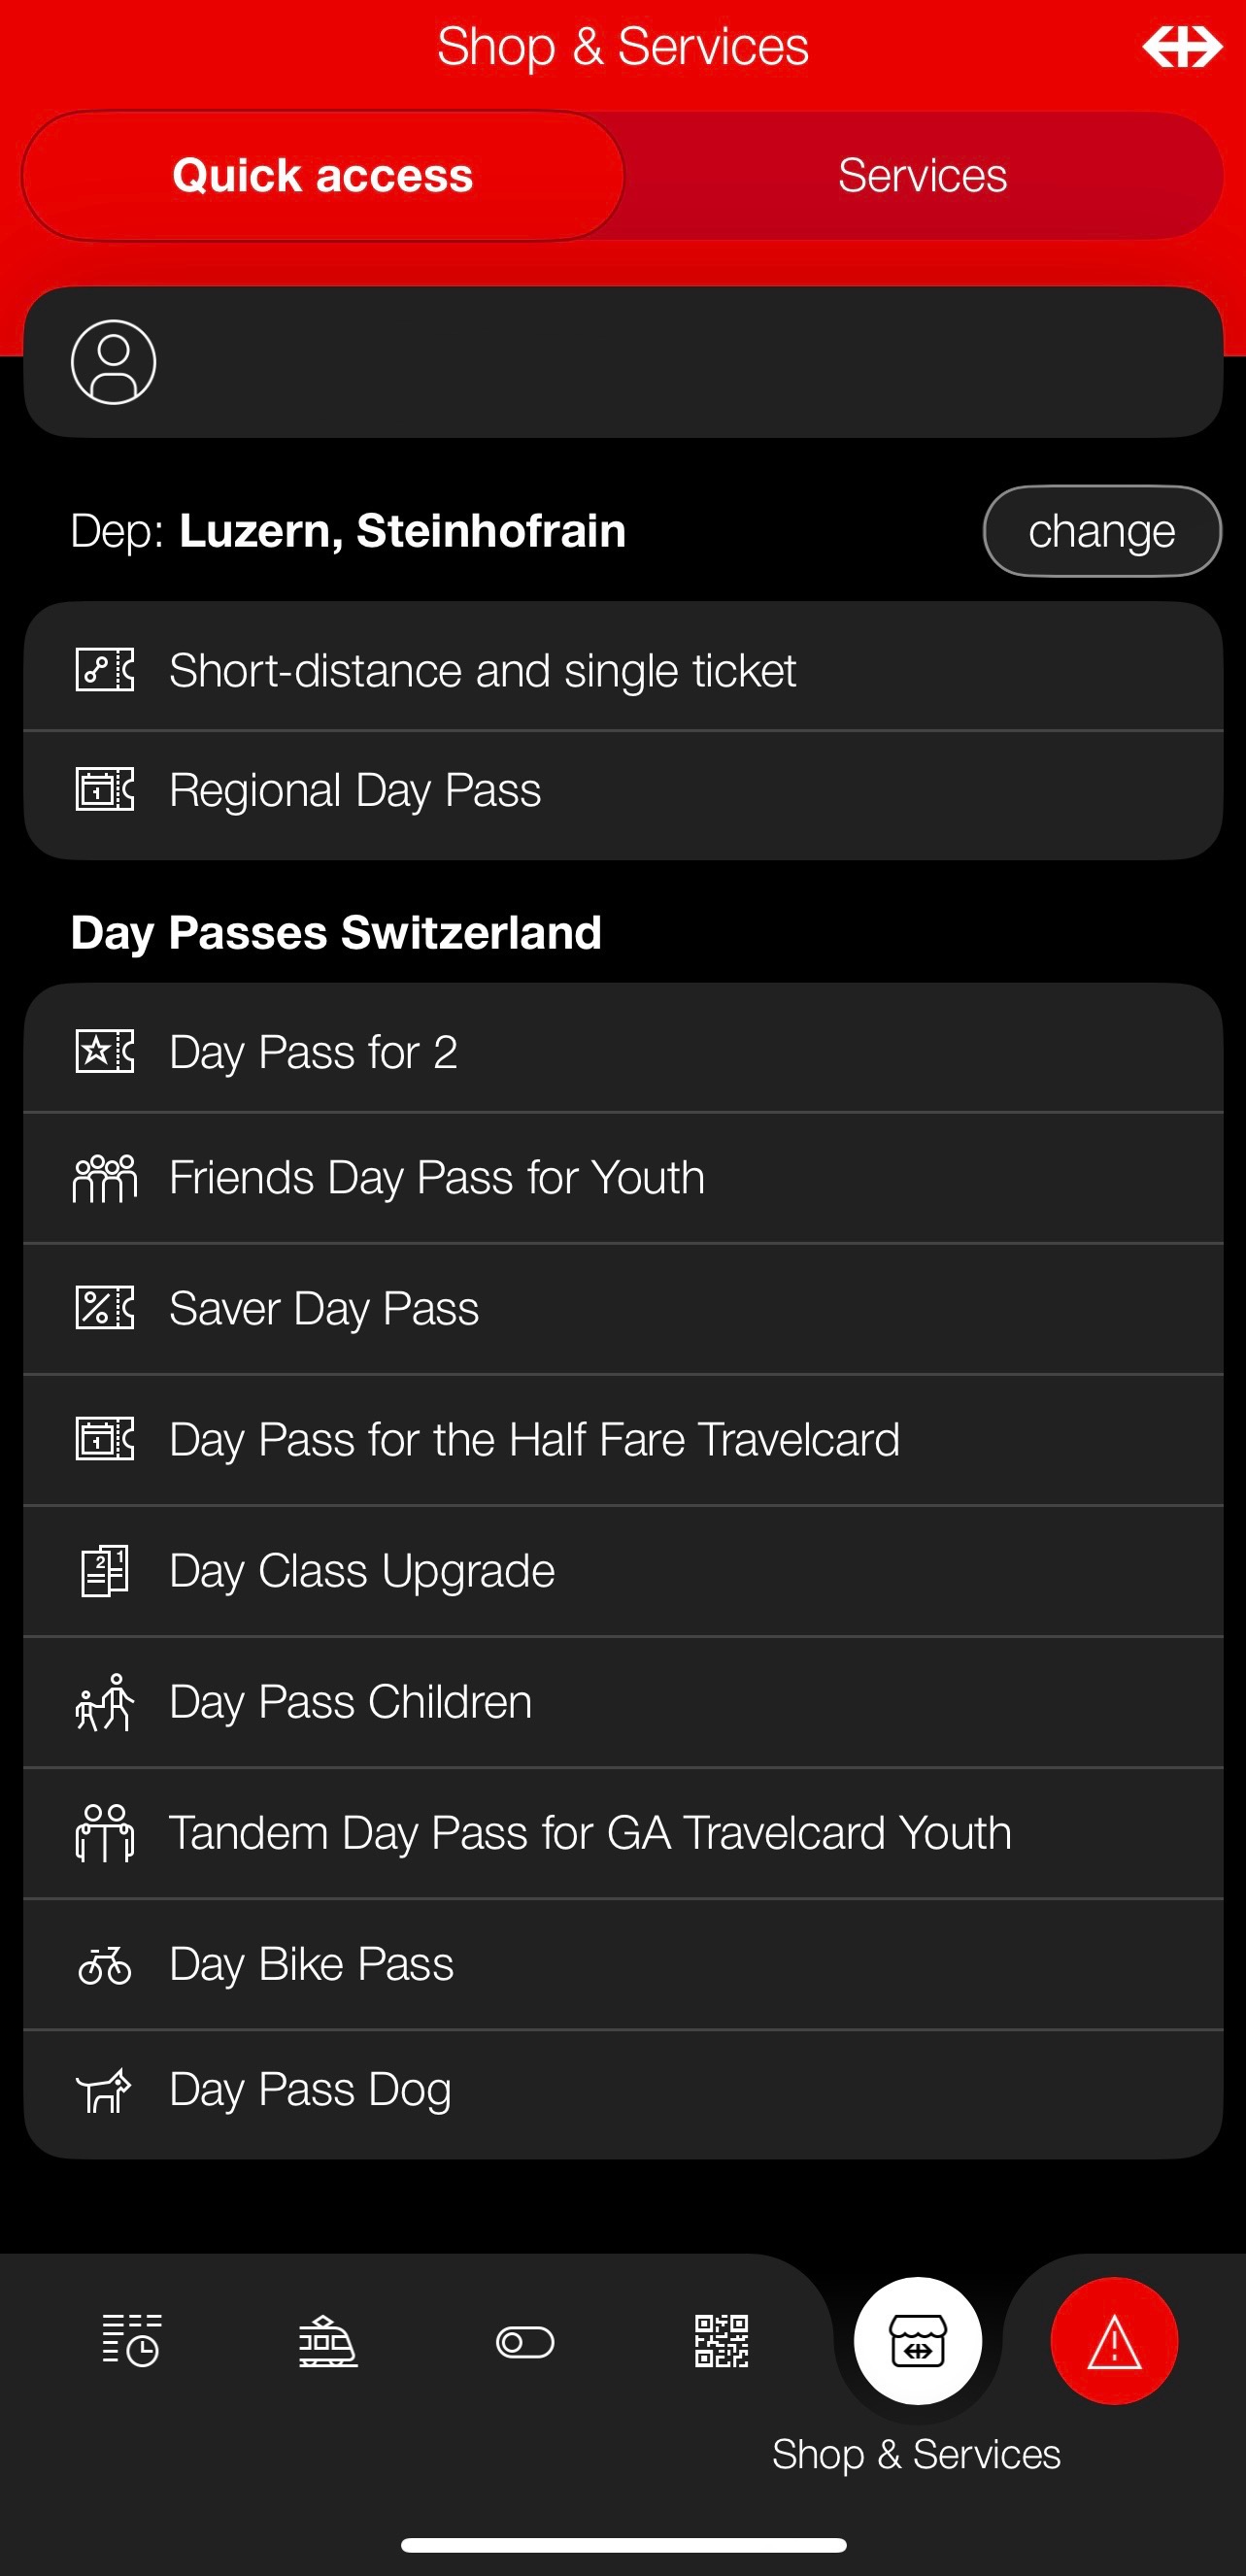 Shop & Services
Quick access
Services
Dep: Luzern, Steinhofrain
change
Short-distance and single ticket
Regional Day Pass
Day Passes Switzerland
Day Pass for 2
Friends Day Pass for Youth
Saver Day Pass
Day Pass for the Half Fare Travelcard
Day Class Upgrade
Day Pass Children
Tandem Day Pass for GA Travelcard Youth
Day Bike Pass
Day Pass Dog
Shop & Services